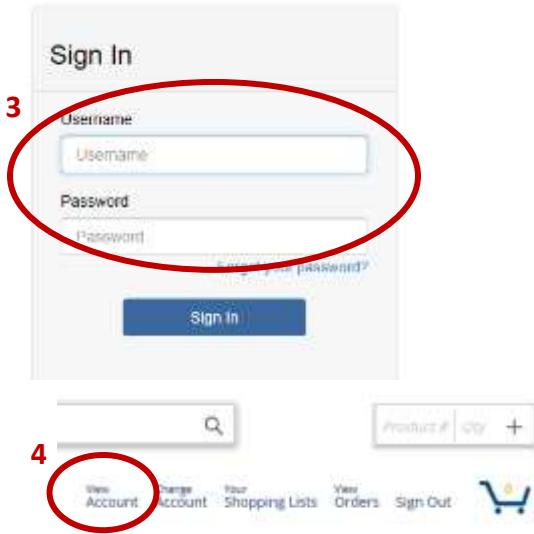 Sign In
3
Username
Username
Password
Password
Forgot your password?
Sign In
Product # Qty +
4
View Account Change Account Your Shopping Lists View Orders Sign Out 0